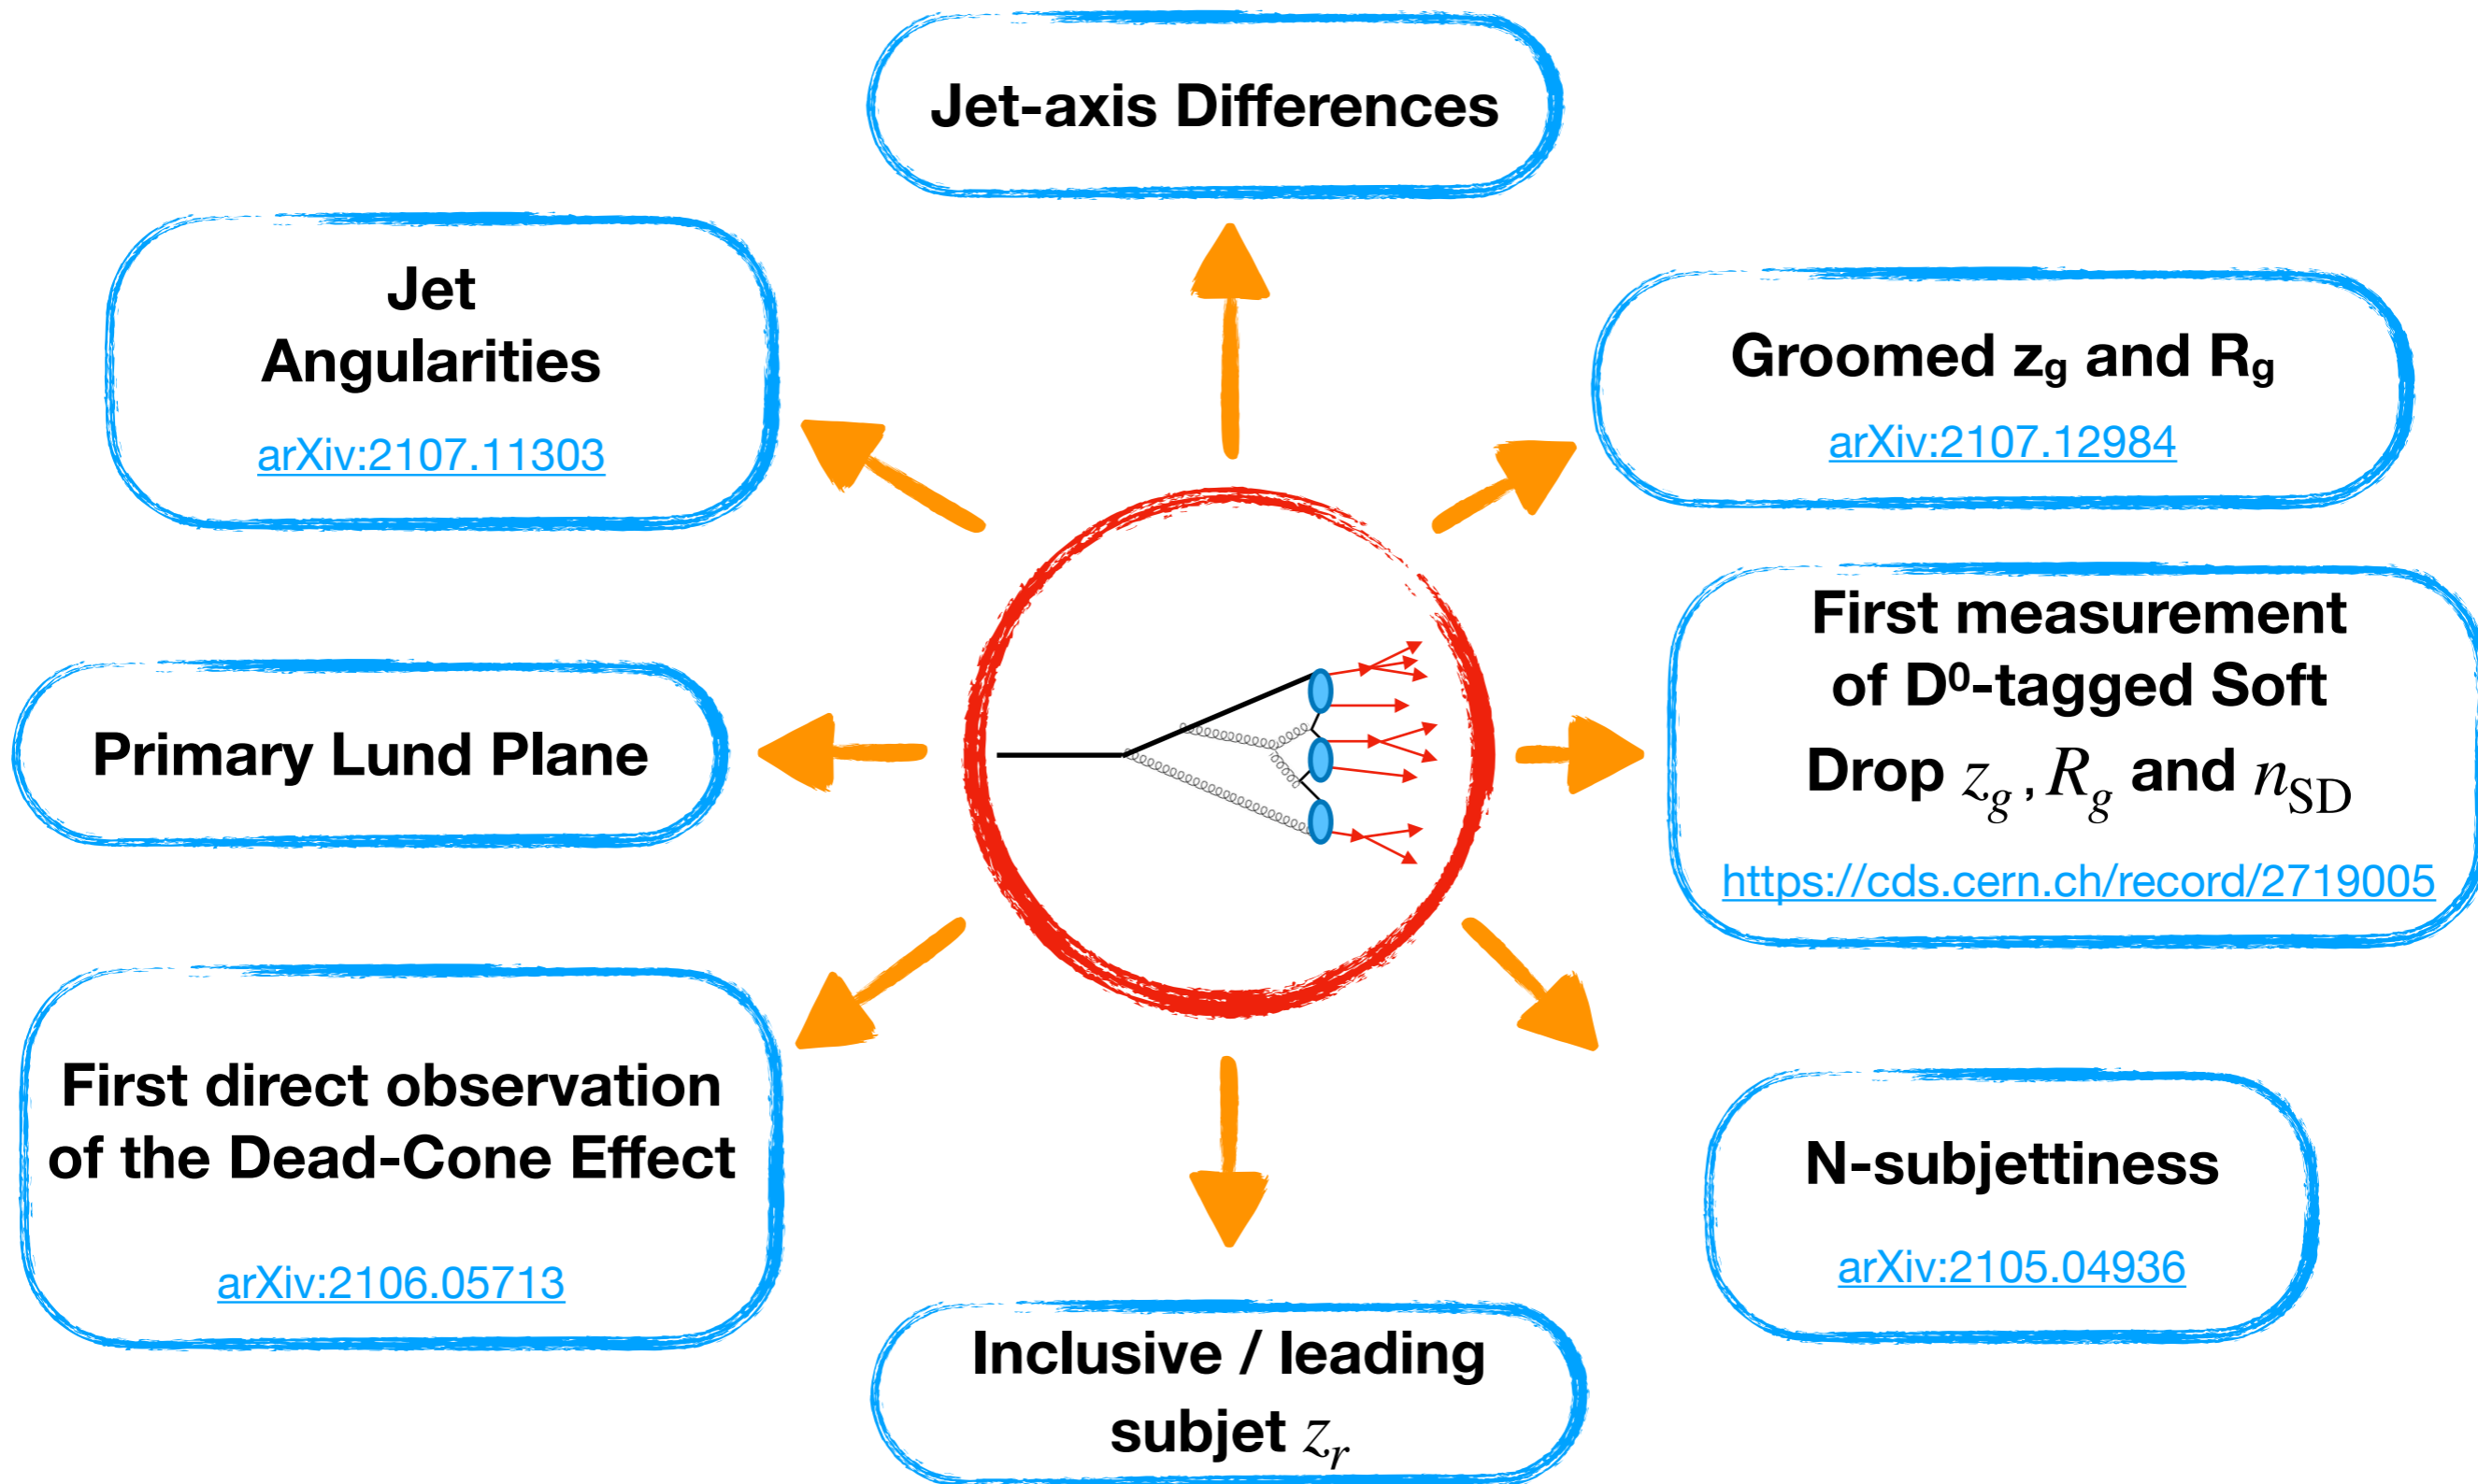 Jet-axis Differences
Jet
Angularities
arXiv:2107.11303
Groomed zg and Rg
arXiv:2107.12984
First measurement
of D⁰-tagged Soft
Drop zg, Rg and nSD
https://cds.cern.ch/record/2719005
Primary Lund Plane
First direct observation
of the Dead-Cone Effect
arXiv:2106.05713
N-subjettiness
arXiv:2105.04936
Inclusive / leading
subjet zr